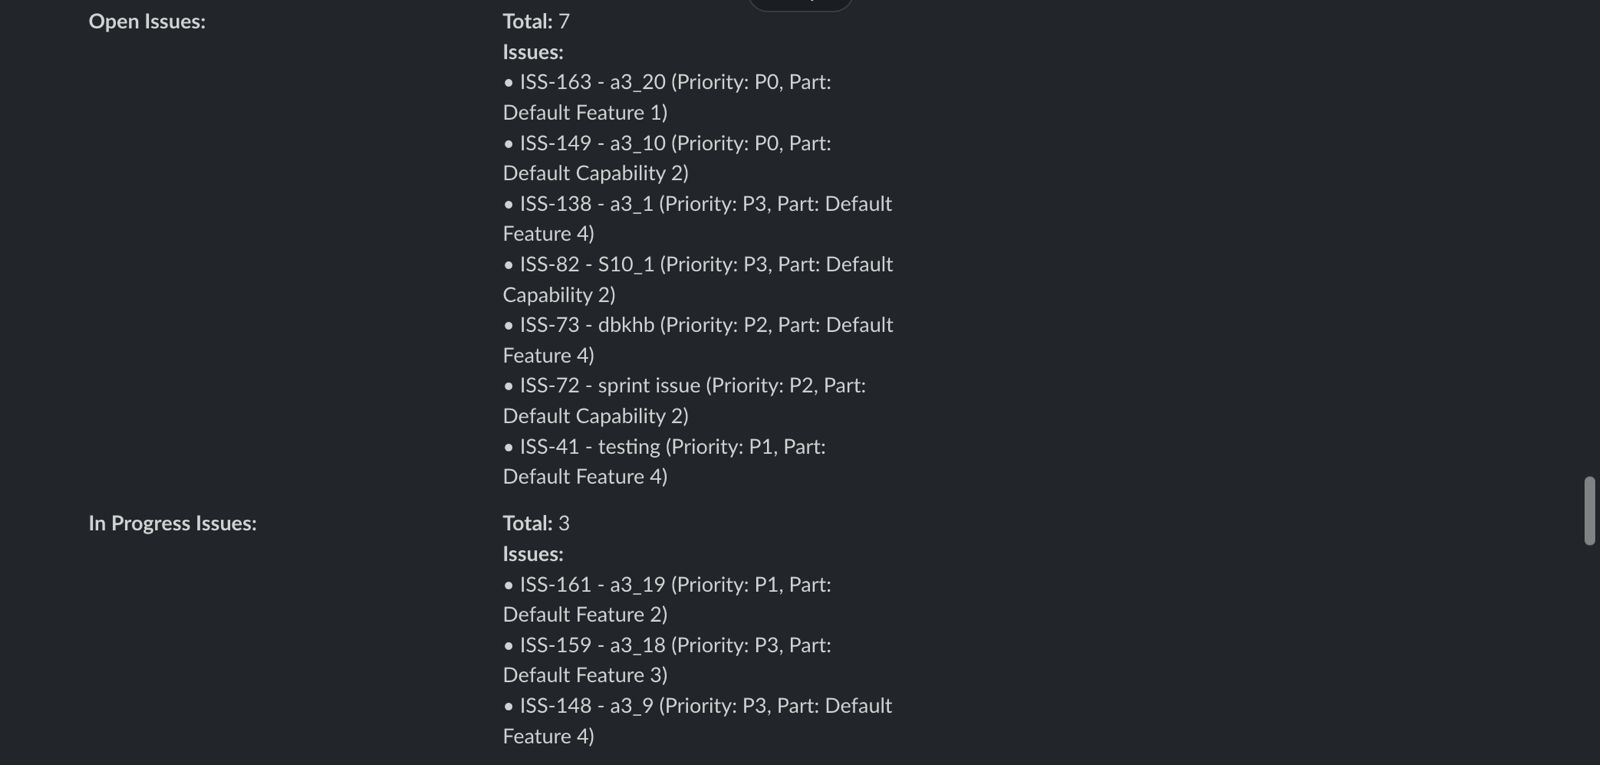 Open Issues:
Total: 7
Issues:
• ISS-163 - a3_20 (Priority: P0, Part:
Default Feature 1)
• ISS-149 - a3_10 (Priority: P0, Part:
Default Capability 2)
• ISS-138 - a3_1 (Priority: P3, Part: Default
Feature 4)
• ISS-82 - S10_1 (Priority: P3, Part: Default
Capability 2)
• ISS-73 - dbkhb (Priority: P2, Part: Default
Feature 4)
• ISS-72 - sprint issue (Priority: P2, Part:
Default Capability 2)
• ISS-41 - testing (Priority: P1, Part:
Default Feature 4)
In Progress Issues:
Total: 3
Issues:
• ISS-161 - a3_19 (Priority: P1, Part:
Default Feature 2)
• ISS-159 - a3_18 (Priority: P3, Part:
Default Feature 3)
• ISS-148 - a3_9 (Priority: P3, Part: Default
Feature 4)